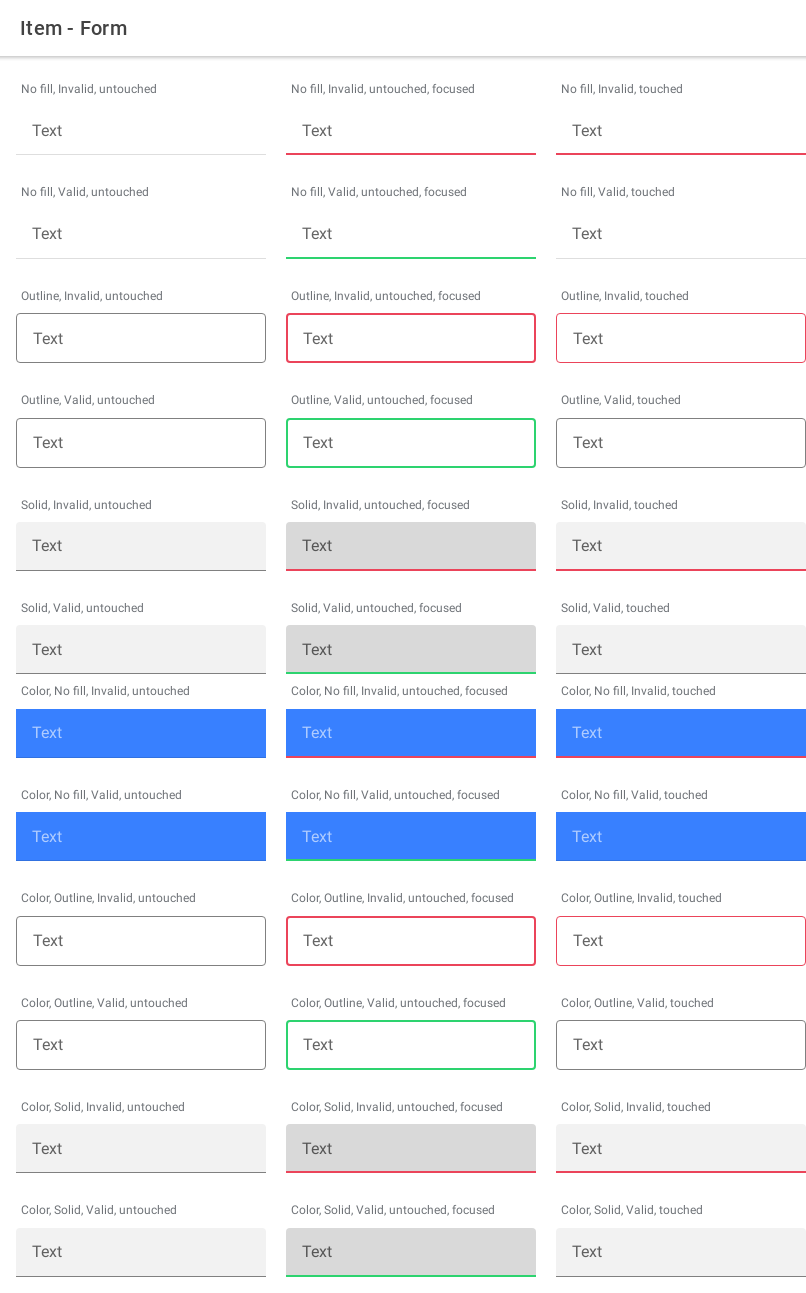 Item - Form
No fill, Invalid, untouched
No fill, Invalid, untouched, focused
No fill, Invalid, touched
Text
Text
Text
No fill, Valid, untouched
No fill, Valid, untouched, focused
No fill, Valid, touched
Text
Text
Text
Outline, Invalid, untouched
Outline, Invalid, untouched, focused
Outline, Invalid, touched
Text
Text
Text
Outline, Valid, untouched
Outline, Valid, untouched, focused
Outline, Valid, touched
Text
Text
Text
Solid, Invalid, untouched
Solid, Invalid, untouched, focused
Solid, Invalid, touched
Text
Text
Text
Solid, Valid, untouched
Solid, Valid, untouched, focused
Solid, Valid, touched
Text
Text
Text
Color, No fill, Invalid, untouched
Color, No fill, Invalid, untouched, focused
Color, No fill, Invalid, touched
Text
Text
Text
Color, No fill, Valid, untouched
Color, No fill, Valid, untouched, focused
Color, No fill, Valid, touched
Text
Text
Text
Color, Outline, Invalid, untouched
Color, Outline, Invalid, untouched, focused
Color, Outline, Invalid, touched
Text
Text
Text
Color, Outline, Valid, untouched
Color, Outline, Valid, untouched, focused
Color, Outline, Valid, touched
Text
Text
Text
Color, Solid, Invalid, untouched
Color, Solid, Invalid, untouched, focused
Color, Solid, Invalid, touched
Text
Text
Text
Color, Solid, Valid, untouched
Color, Solid, Valid, untouched, focused
Color, Solid, Valid, touched
Text
Text
Text